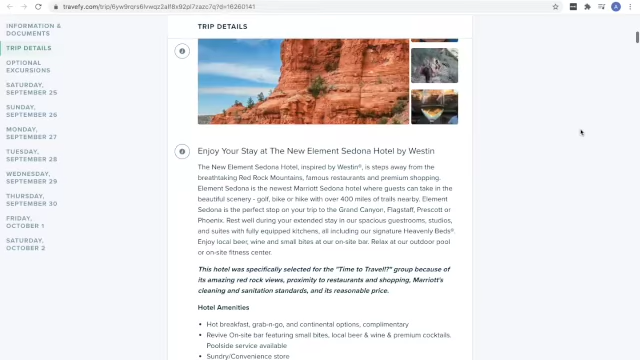 travefy.com/trip/6yw9rors6lvwqz2alf8x92pl7zazc7q?d=16260141
INFORMATION &
DOCUMENTS
TRIP DETAILS
OPTIONAL
EXCURSIONS
SATURDAY,
SEPTEMBER 25
SUNDAY,
SEPTEMBER 26
MONDAY,
SEPTEMBER 27
TUESDAY,
SEPTEMBER 28
WEDNESDAY,
SEPTEMBER 29
THURSDAY,
SEPTEMBER 30
FRIDAY,
OCTOBER 1
SATURDAY,
OCTOBER 2
TRIP DETAILS
Enjoy Your Stay at The New Element Sedona Hotel by Westin
The New Element Sedona Hotel, inspired by Westin®, is steps away from the
breathtaking Red Rock Mountains, famous restaurants and premium shopping.
Element Sedona is the newest Marriott Sedona hotel where guests can take in the
beautiful scenery - golf, bike or hike with over 400 miles of trails nearby. Element
Sedona is the perfect stop on your trip to the Grand Canyon, Flagstaff, Prescott or
Phoenix. Rest well during your extended stay in our spacious guestrooms, studios,
and suites with fully equipped kitchens, all including our signature Heavenly Beds®.
Enjoy local beer, wine and small bites at our on-site bar. Relax at our outdoor pool
or on-site fitness center.
This hotel was specifically selected for the "Time to Travel!?" group because of
its amazing red rock views, proximity to restaurants and shopping, Marriott's
cleaning and sanitation standards, and its reasonable price.
Hotel Amenities
• Hot breakfast, grab-n-go, and continental options, complimentary
• Revive On-site bar featuring small bites, local beer & wine & premium cocktails.
Poolside service available
• Sundry/Convenience store